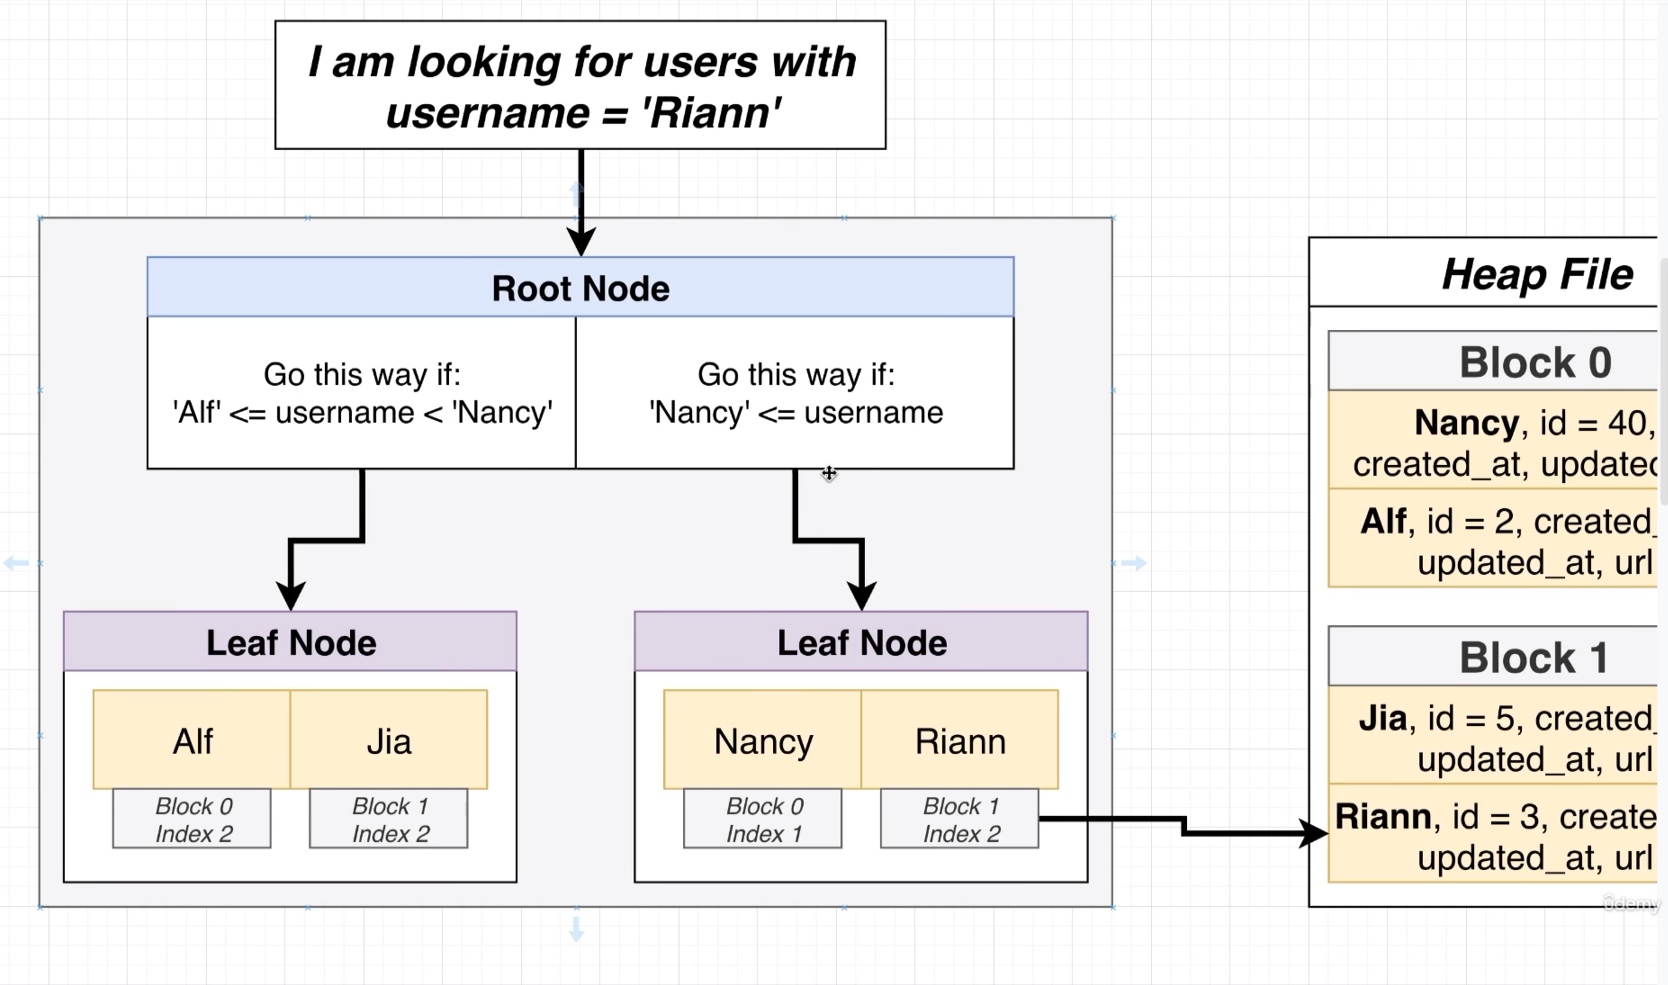 I am looking for users with
username = 'Riann'
Root Node
Go this way if:
'Alf' <= username < 'Nancy'
Go this way if:
'Nancy' <= username
Leaf Node
Alf
Jia
Block 0
Index 2
Block 1
Index 2
Leaf Node
Nancy
Riann
Block 0
Index 1
Block 1
Index 2
Heap File
Block 0
Nancy, id = 40,
created_at, updated
Alf, id = 2, created_
updated_at, url
Block 1
Jia, id = 5, created_
updated_at, url
Riann, id = 3, create
updated_at, url
ûdemy